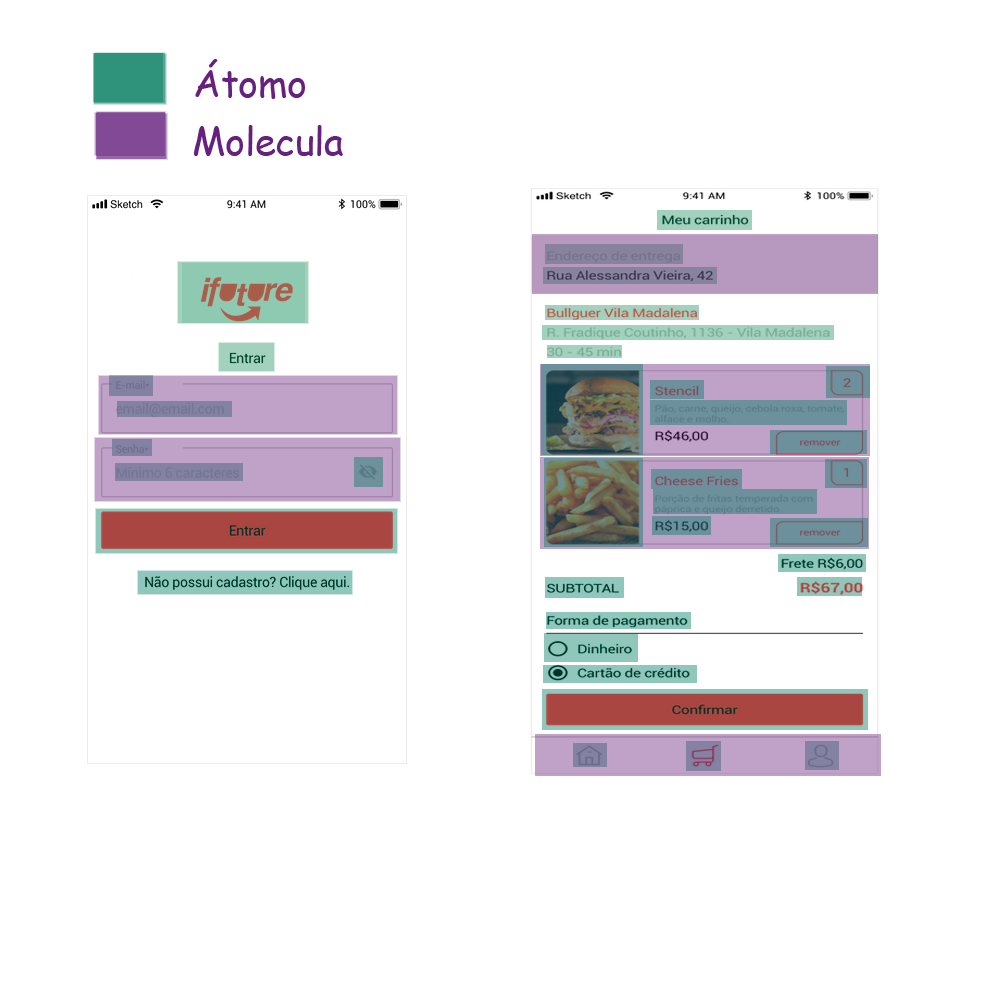 Átomo
Molecula
Sketch 9:41 AM 100%
ifuture
Entrar
E-mail*
email@email.com
Senha*
Mínimo 6 caracteres
Entrar
Não possui cadastro? Clique aqui.
Sketch 9:41 AM 100%
Meu carrinho
Endereço de entrega
Rua Alessandra Vieira, 42
Bullguer Vila Madalena
R. Fradique Coutinho, 1136 - Vila Madalena
30 - 45 min
Stencil 2
Pão, carne, queijo, cebola roxa, tomate,
alface e molho.
R$46,00 remover
Cheese Fries 1
Porção de fritas temperada com
páprica e queijo derretido.
R$15,00 remover
Frete R$6,00
SUBTOTAL R$67,00
Forma de pagamento
Dinheiro
Cartão de crédito
Confirmar